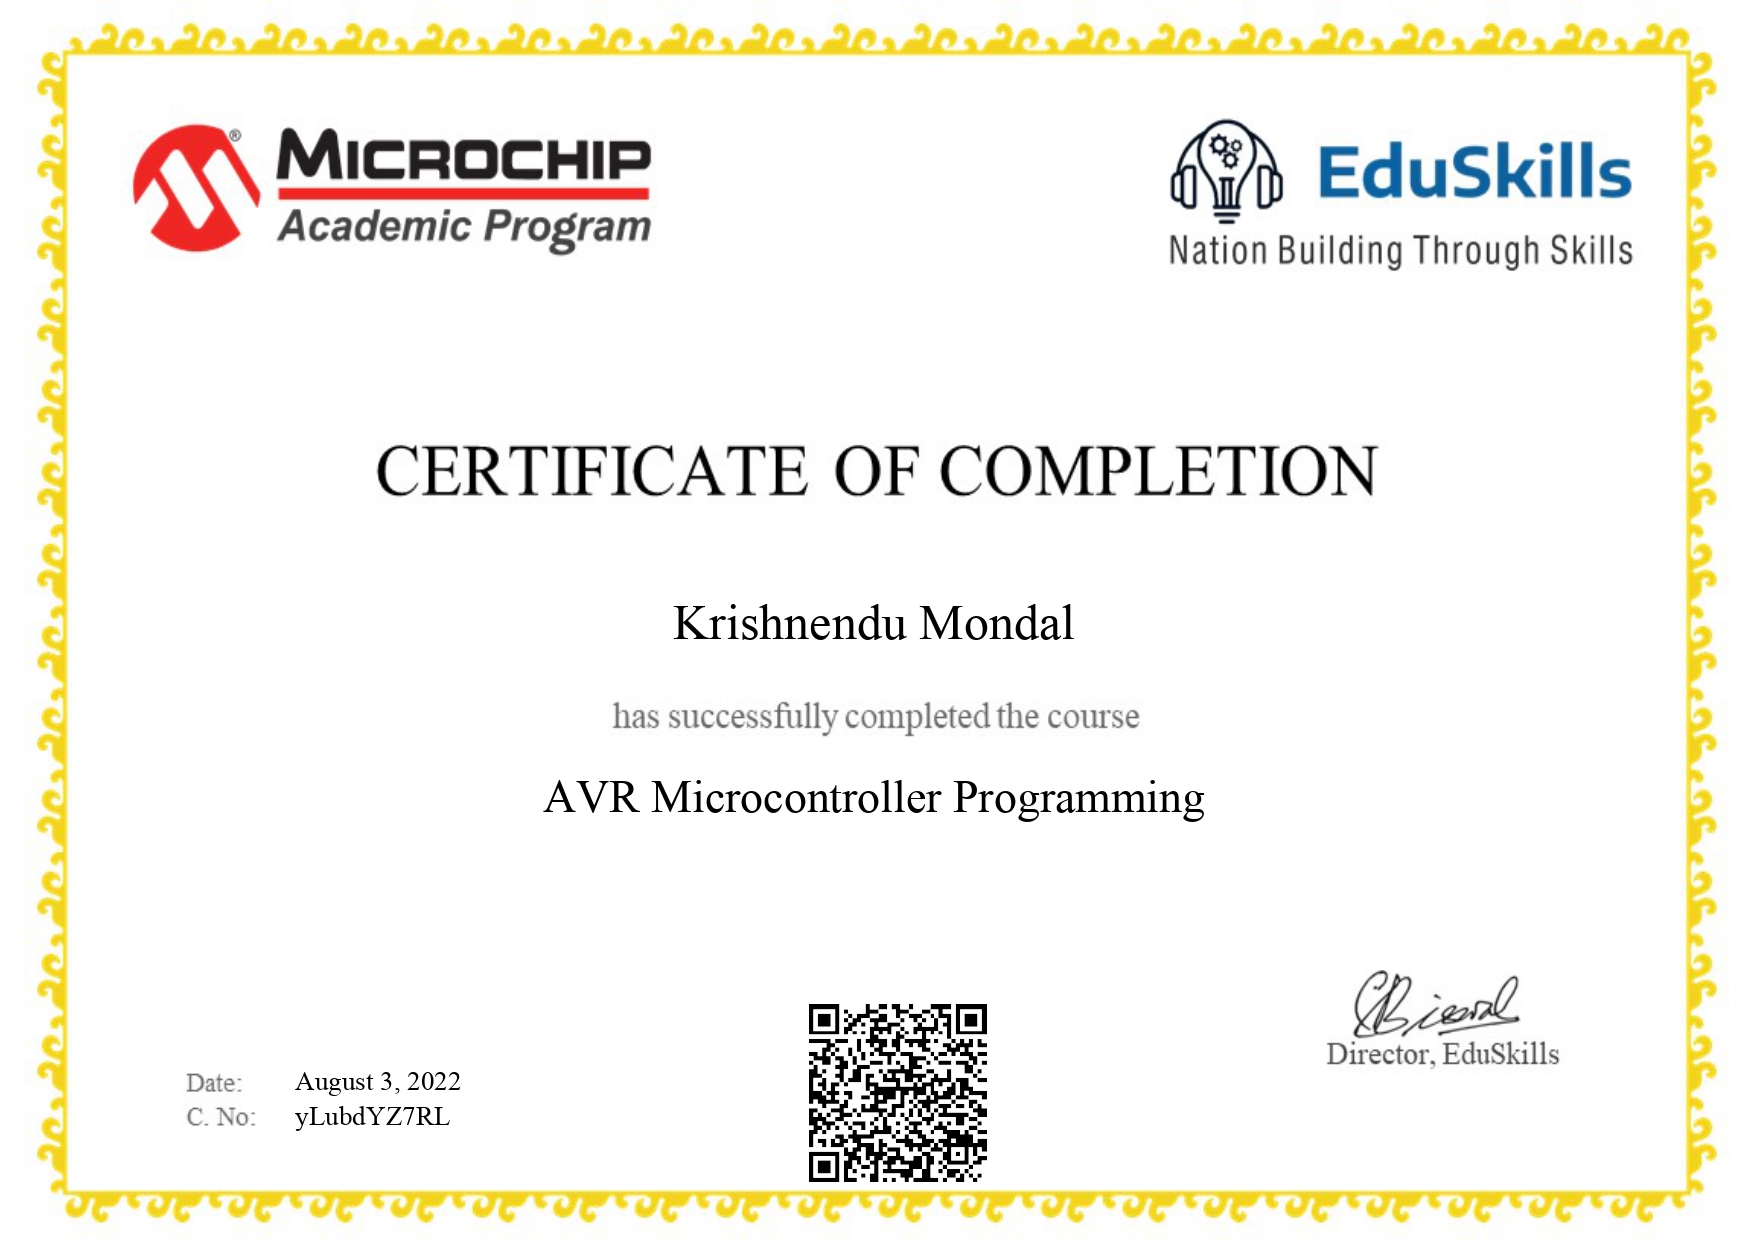 MICROCHIP
Academic Program
EduSkills
Nation Building Through Skills
CERTIFICATE OF COMPLETION
Krishnendu Mondal
has successfully completed the course
AVR Microcontroller Programming
Director, EduSkills
Date: August 3, 2022
C. No: yLubdYZ7RL